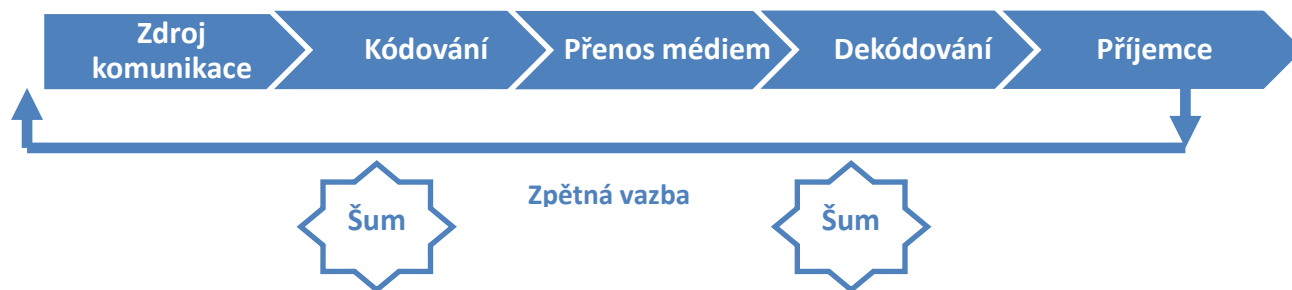 Zdroj
komunikace
Kódování
Přenos médiem
Dekódování
Příjemce
Zpětná vazba
Šum
Šum